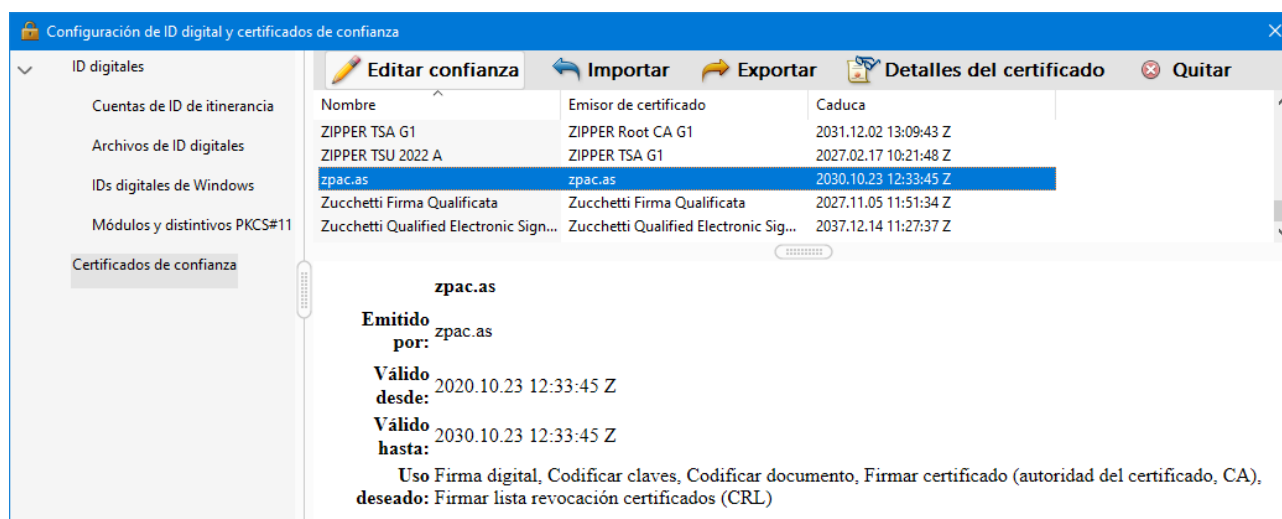 Configuración de ID digital y certificados de confianza
ID digitales
Cuentas de ID de itinerancia
Archivos de ID digitales
IDs digitales de Windows
Módulos y distintivos PKCS#11
Certificados de confianza
Editar confianza Importar Exportar Detalles del certificado Quitar
Nombre Emisor de certificado Caduca
ZIPPER TSA G1 ZIPPER Root CA G1 2031.12.02 13:09:43 Z
ZIPPER TSU 2022 A ZIPPER TSA G1 2027.02.17 10:21:48 Z
zpac.as zpac.as 2030.10.23 12:33:45 Z
Zucchetti Firma Qualificata Zucchetti Firma Qualificata 2027.11.05 11:51:34 Z
Zucchetti Qualified Electronic Sign... Zucchetti Qualified Electronic Sig... 2037.12.14 11:27:37 Z
zpac.as
Emitido
por: zpac.as
Válido
desde: 2020.10.23 12:33:45 Z
Válido
hasta: 2030.10.23 12:33:45 Z
Uso Firma digital, Codificar claves, Codificar documento, Firmar certificado (autoridad del certificado, CA),
deseado: Firmar lista revocación certificados (CRL)